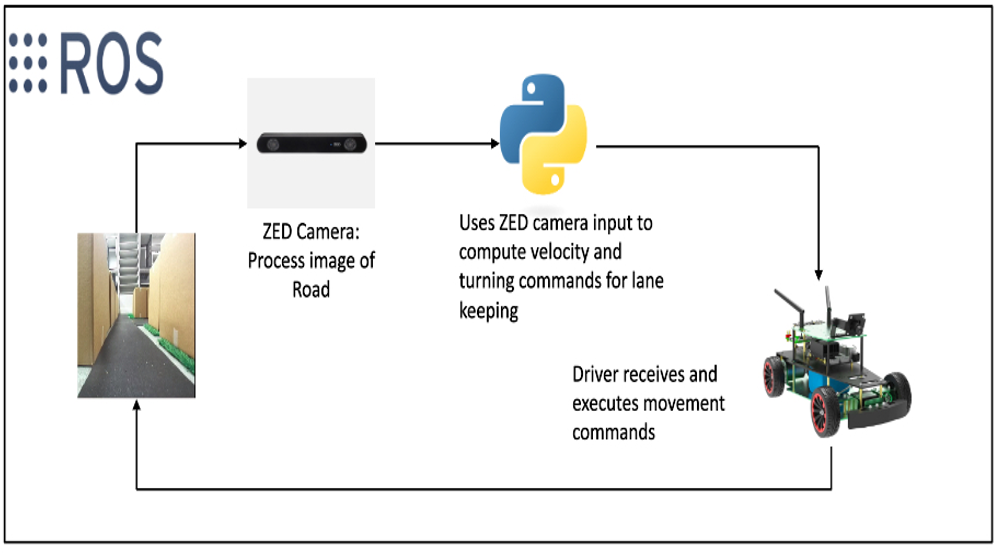 ROS
ZED Camera:
Process image of
Road
Uses ZED camera input to
compute velocity and
turning commands for lane
keeping
Driver receives and
executes movement
commands